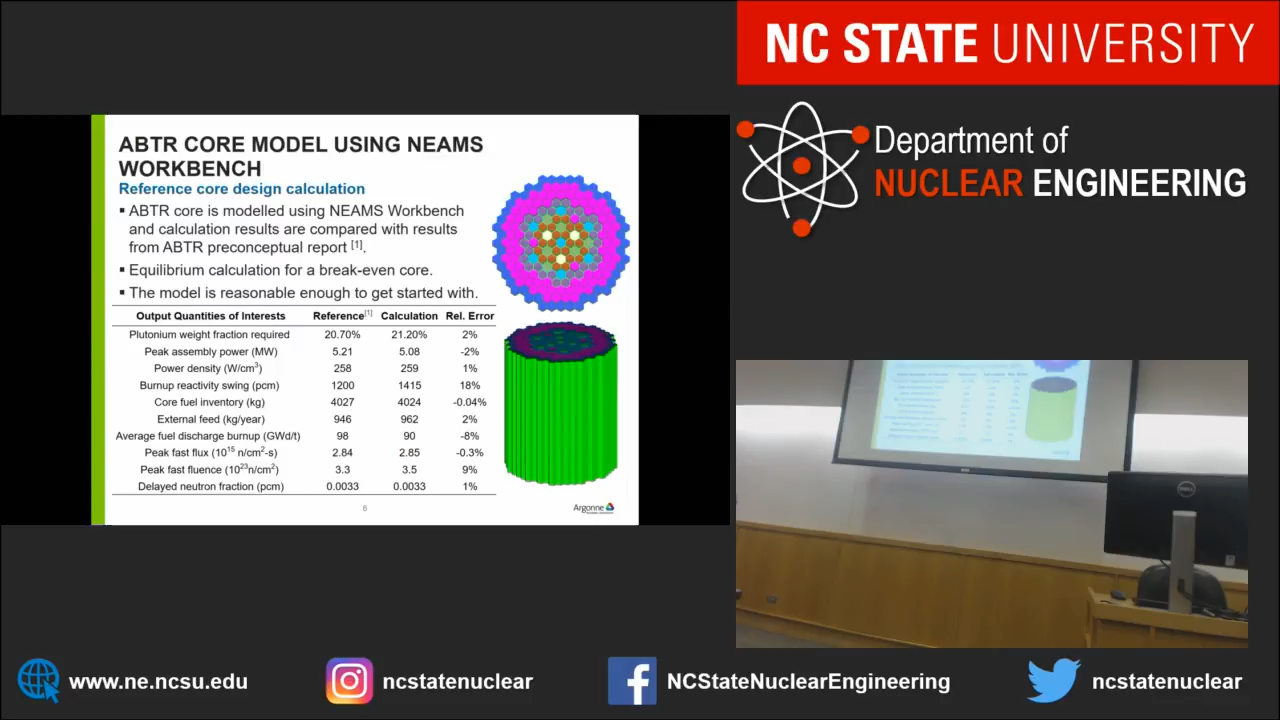 NC STATE UNIVERSITY
Department of
NUCLEAR ENGINEERING
ABTR CORE MODEL USING NEAMS
WORKBENCH
Reference core design calculation
▪ ABTR core is modelled using NEAMS Workbench
and calculation results are compared with results
from ABTR preconceptual report [1].
▪ Equilibrium calculation for a break-even core.
▪ The model is reasonable enough to get started with.
Output Quantities of Interests Reference[1] Calculation Rel. Error
Plutonium weight fraction required 20.70% 21.20% 2%
Peak assembly power (MW) 5.21 5.08 -2%
Power density (W/cm3) 258 259 1%
Burnup reactivity swing (pcm) 1200 1415 18%
Core fuel inventory (kg) 4027 4024 -0.04%
External feed (kg/year) 946 962 2%
Average fuel discharge burnup (GWd/t) 98 90 -8%
Peak fast flux (1015 n/cm2-s) 2.84 2.85 -0.3%
Peak fast fluence (1023n/cm2) 3.3 3.5 9%
Delayed neutron fraction (pcm) 0.0033 0.0033 1%
6
Argonne
DELL
www.ne.ncsu.edu
ncstatenuclear
NCStateNuclearEngineering
ncstatenuclear